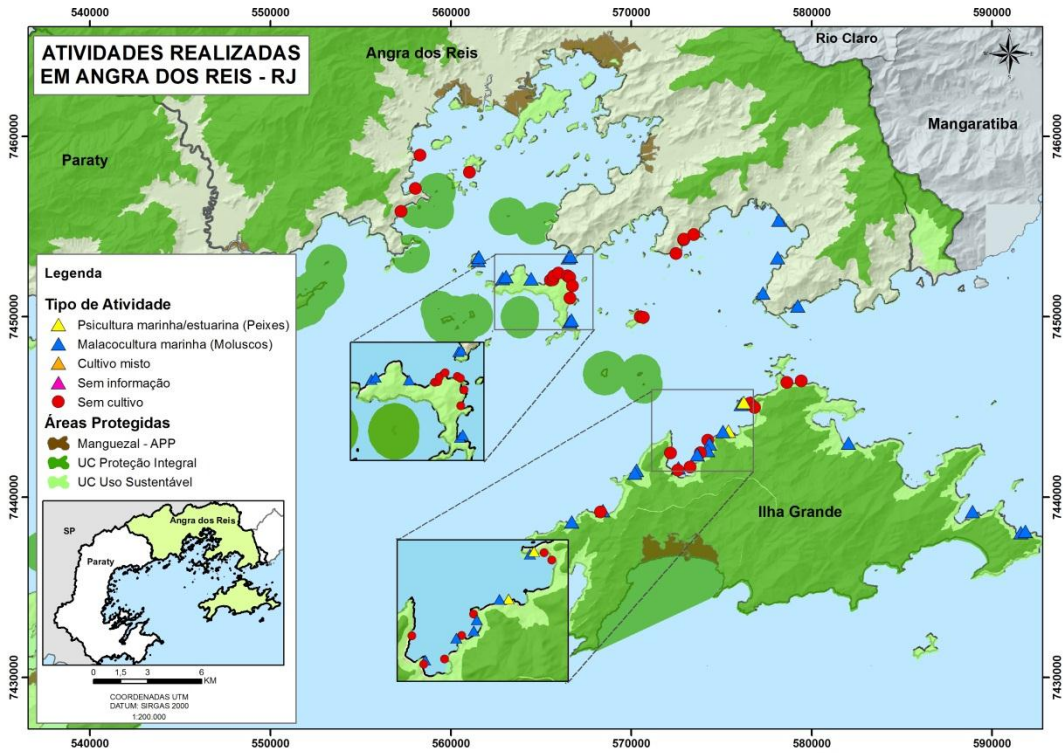 540000 550000 560000 570000 580000 590000
ATIVIDADES REALIZADAS
EM ANGRA DOS REIS - RJ
Angra dos Reis
Rio Claro
Mangaratiba
Paraty
7460000 7460000
7450000 7450000
7440000 7440000
7430000 7430000
Ilha Grande
Legenda
Tipo de Atividade
Psicultura marinha/estuarina (Peixes)
Malacocultura marinha (Moluscos)
Cultivo misto
Sem informação
Sem cultivo
Áreas Protegidas
Manguezal - APP
UC Proteção Integral
UC Uso Sustentável
SP
Angra dos Reis
Paraty
0 1,5 3 6
KM
COORDENADAS UTM
DATUM: SIRGAS 2000
1:200.000
540000 550000 560000 570000 580000 590000